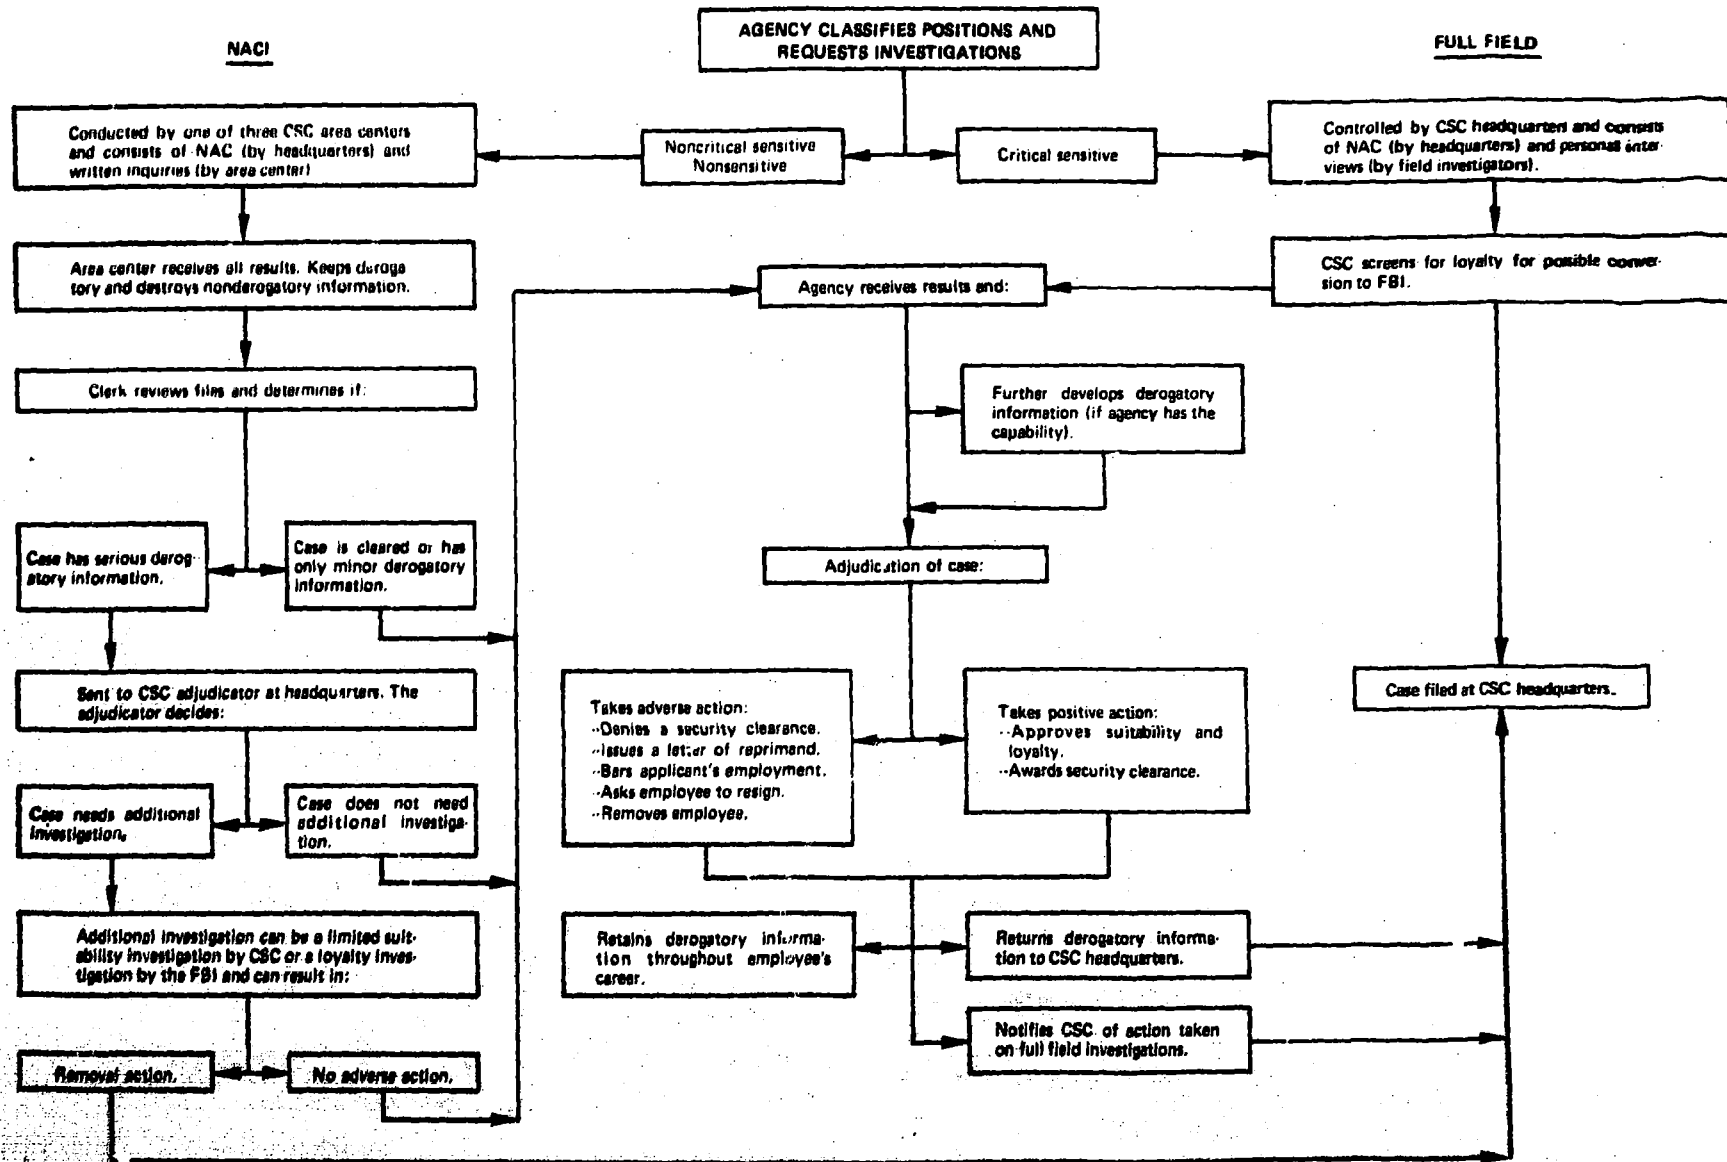 AGENCY CLASSIFIES POSITIONS AND
REQUESTS INVESTIGATIONS
NACI
FULL FIELD
Conducted by one of three CSC area centers
and consists of NAC (by headquarters) and
written inquiries (by area center)
Noncritical sensitive
Nonsensitive
Critical sensitive
Controlled by CSC headquarters and consists
of NAC (by headquarters) and personal inter-
views (by field investigators).
Area center receives all results. Keeps deroga
tory and destroys nonderogatory information.
Agency receives results and:
CSC screens for loyalty for possible conver-
sion to FBI.
Clerk reviews files and determines if:
Further develops derogatory
information (if agency has the
capability).
Case has serious derog-
atory information.
Case is cleared or has
only minor derogatory
information.
Adjudication of case:
Sent to CSC adjudicator at headquarters. The
adjudicator decides:
Takes adverse action:
--Denies a security clearance.
--Issues a letter of reprimand.
--Bars applicant's employment.
--Asks employee to resign.
--Removes employee.
Takes positive action:
--Approves suitability and
loyalty.
--Awards security clearance.
Case filed at CSC headquarters.
Case needs additional
investigation.
Case does not need
additional investiga-
tion.
Additional investigation can be a limited suit-
ability investigation by CSC or a loyalty inves-
tigation by the FBI and can result in:
Retains derogatory informa-
tion throughout employee's
career.
Returns derogatory informa-
tion to CSC headquarters.
Notifies CSC of action taken
on full field investigations.
Removal action.
No adverse action.